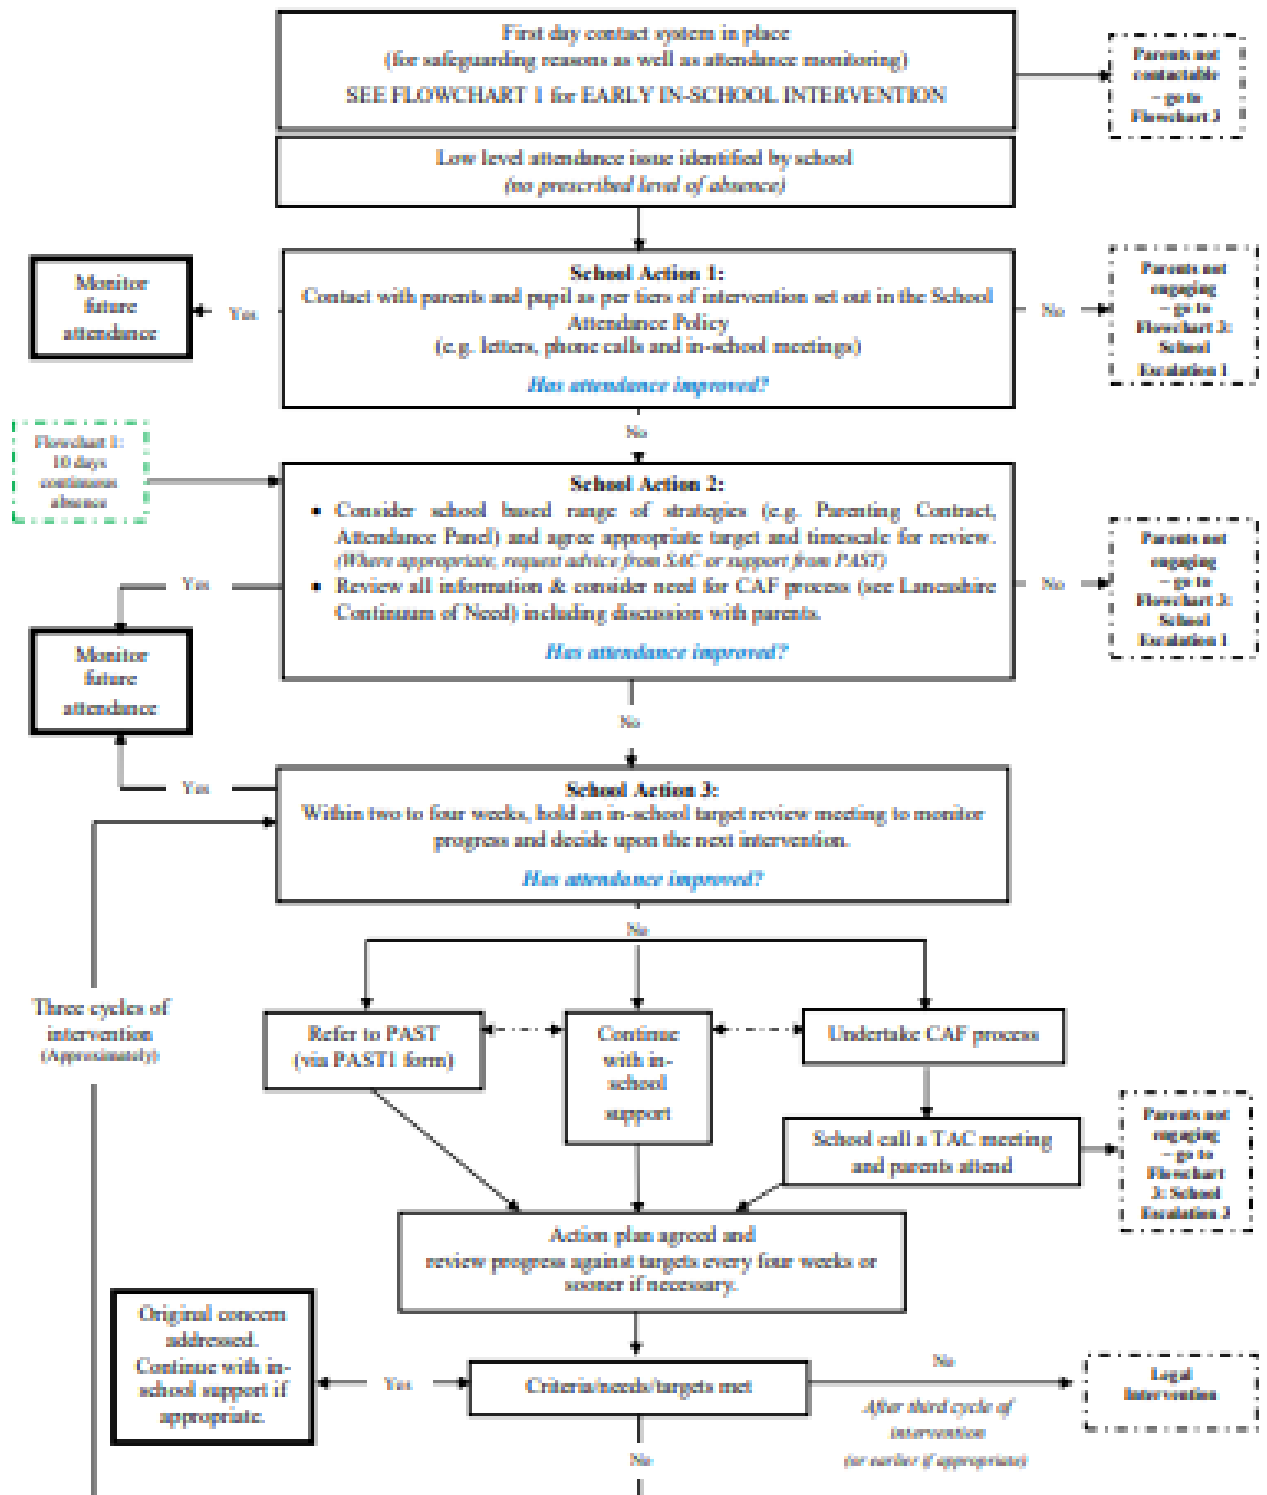 First day contact system in place
(for safeguarding reasons as well as attendance monitoring)
SEE FLOWCHART 1 for EARLY IN-SCHOOL INTERVENTION
Parents not
contactable
– go to
Flowchart
Low level attendance issue identified by school
(no prescribed level of absence)
Monitor
future
attendance
Yes
School Action 1:
Contact with parents and pupil as per tiers of intervention set out in the School
Attendance Policy
(e.g. letters, phone calls and in-school meetings)
Has attendance improved?
No
Parents not
engaging
– go to
Flowchart
School
Escalation 1
No
Flowchart 1:
10 days
continuous
absence
School Action 2:
• Consider school based range of strategies (e.g. Parenting Contract,
Attendance Panel) and agree appropriate target and timescale for review.
(Where appropriate, request advice from SAC or support from PAST)
• Review all information & consider need for CAF process (see Lancashire
Continuum of Need) including discussion with parents.
Has attendance improved?
Yes
No
Parents not
engaging
– go to
Flowchart
School
Escalation 1
Monitor
future
attendance
No
Yes
School Action 3:
Within two to four weeks, hold an in-school target review meeting to monitor
progress and decide upon the next intervention.
Has attendance improved?
No
Three cycles of
intervention
(Approximately)
Refer to PAST
(via PAST1 form)
Continue
with in-
school
support
Undertake CAF process
School call a TAC meeting
and parents attend
Parents not
engaging
– go to
Flowchart
School
Escalation
Action plan agreed and
review progress against targets every four weeks or
sooner if necessary.
Original concern
addressed.
Continue with in-
school support if
appropriate.
Yes
Criteria/needs/targets met
No
After third cycle of
intervention
(or earlier if appropriate)
Legal
Intervention
No